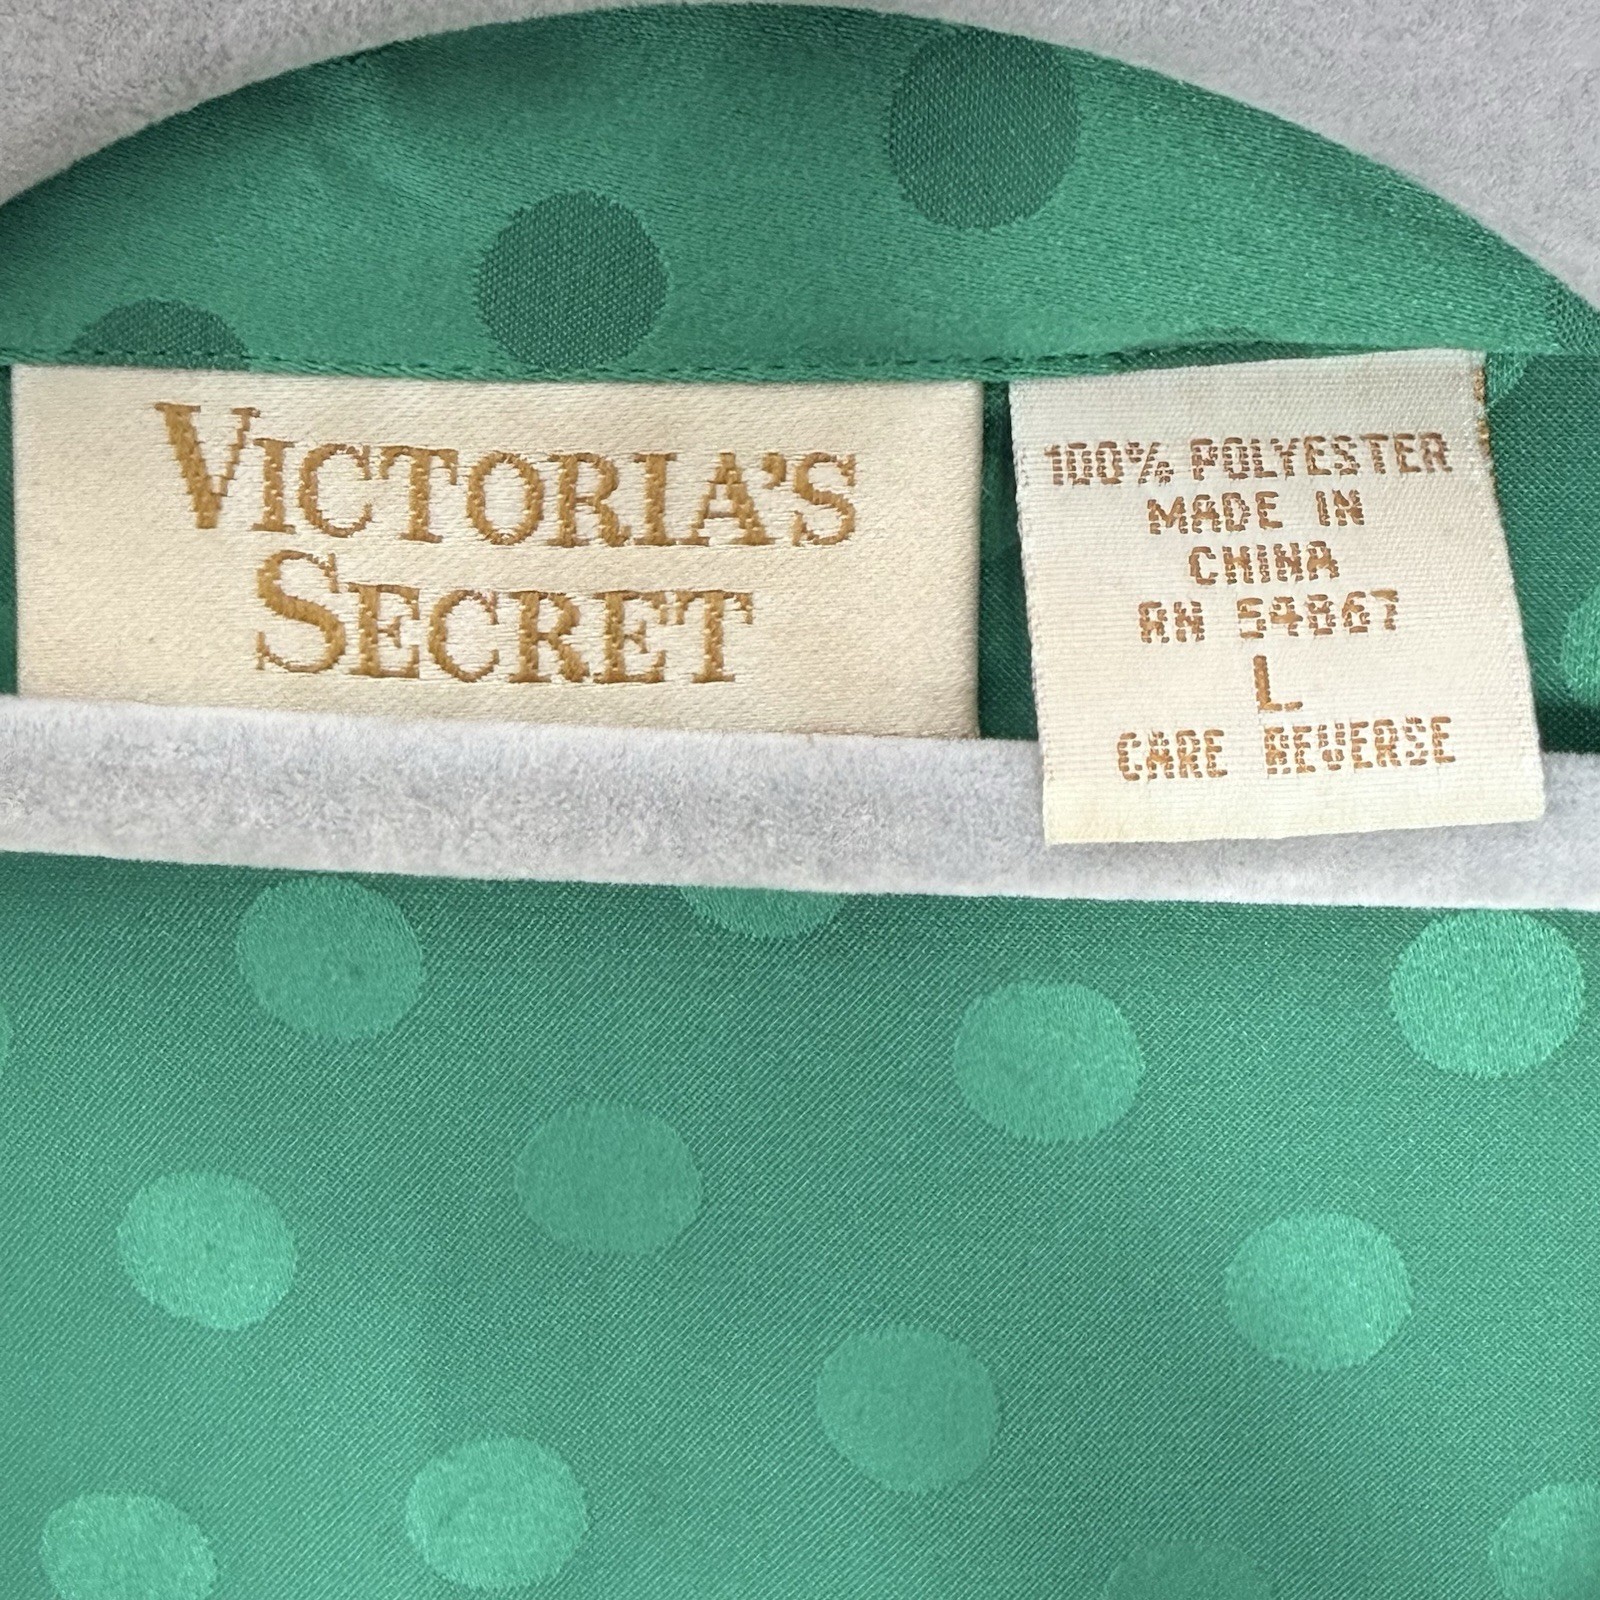 VICTORIA'S
SECRET
100% POLYESTER
MADE IN
CHINA
RN 54867
L
CARE REVERSE